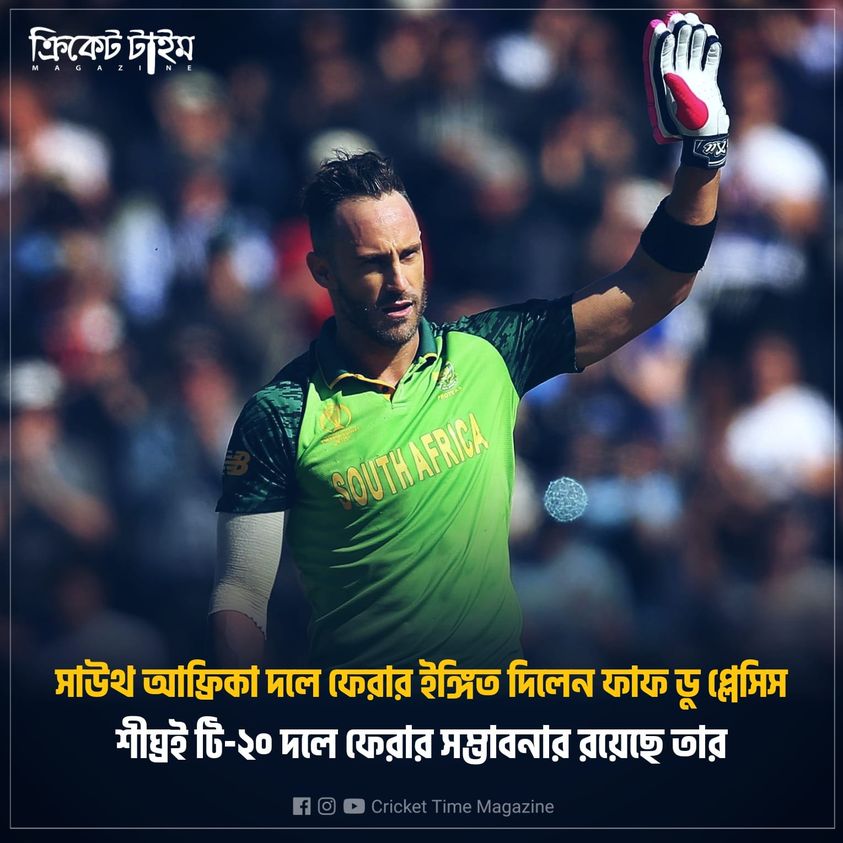 ক্রিকেট টাইম
MAGAZINE
SOUTH AFRICA
সাউথ আফ্রিকা দলে ফেরার ইঙ্গিত দিলেন ফাফ ডু প্লেসিস
শীঘ্রই টি-২০ দলে ফেরার সম্ভাবনার রয়েছে তার
Cricket Time Magazine